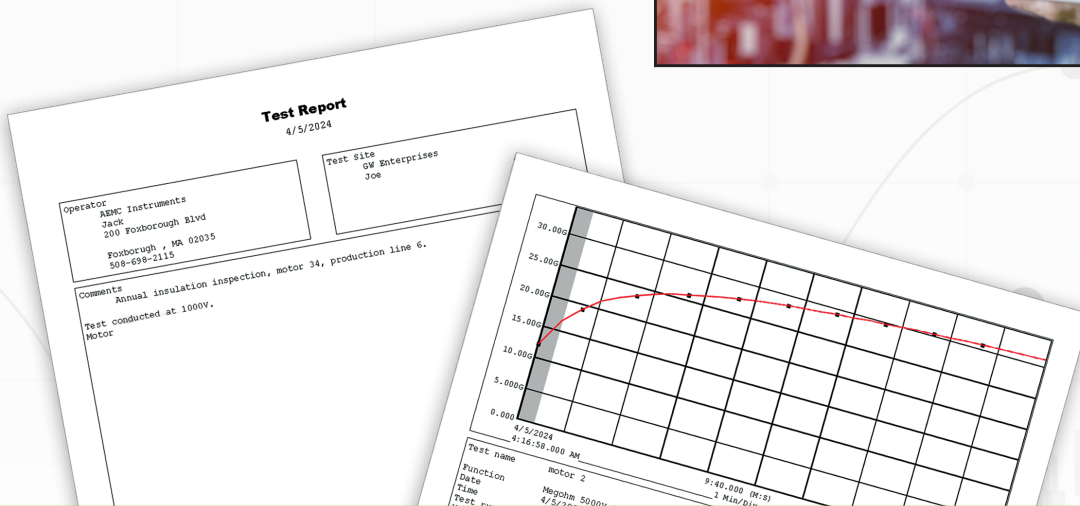 Test Report
4/5/2024
Operator
AEMC Instruments
Jack
200 Foxborough Blvd
Foxborough , MA 02035
508-698-2115
Test Site
GW Enterprises
Joe
Comments
Annual insulation inspection, motor 34, production line 6.
Test conducted at 1000V.
Motor
30.00G
25.00G
20.00G
15.00G
10.00G
5.000G
0.000
4/5/2024
4:16:58.000 AM
9:40.000 (M:S)
1 Min/Div
Test name motor 2
Function Megohm 5000V
Date
Time
Test